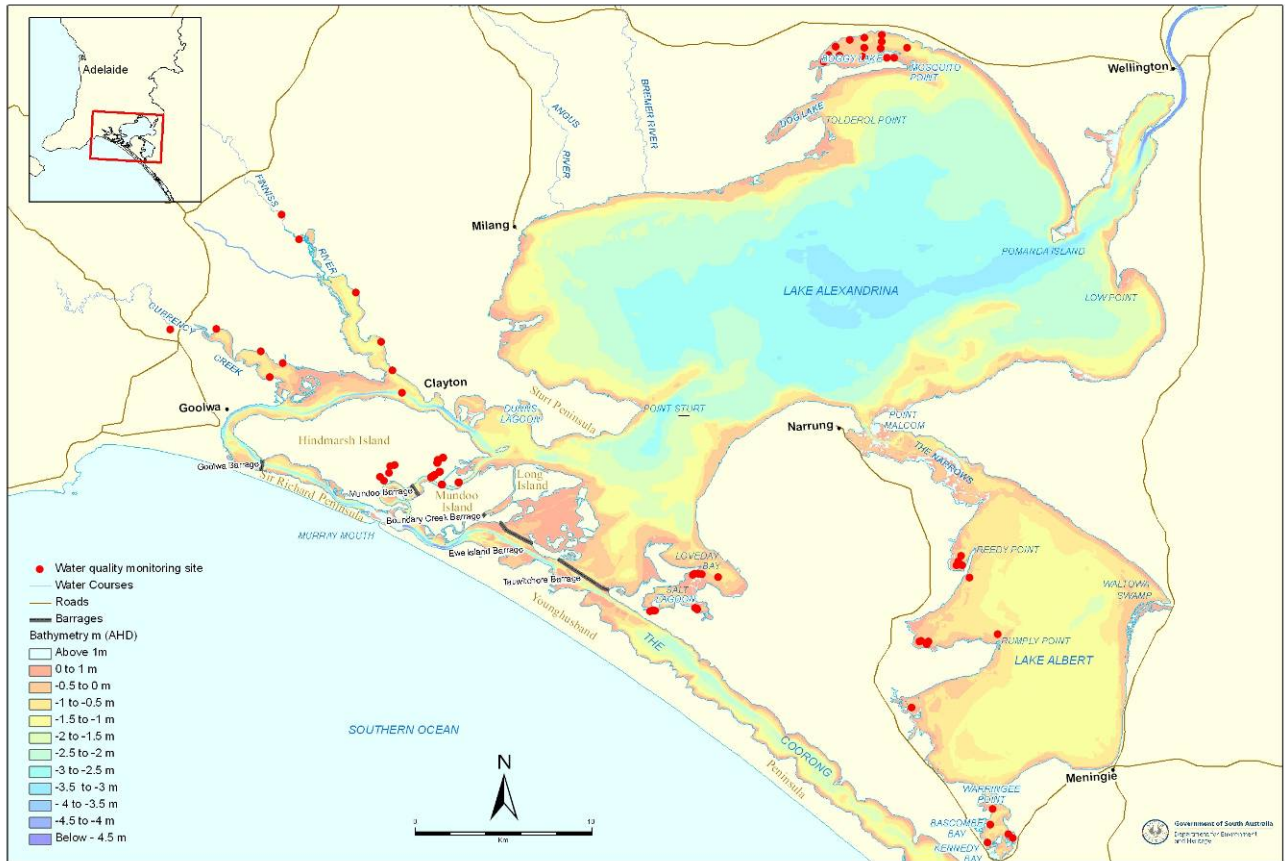 Adelaide
FINNISS
RIVER
CURRENCY
CREEK
ANGUS
RIVER
BREMER RIVER
BOGGY LAKE
MOSQUITO
POINT
DOG LAKE
TOLDEROL POINT
Wellington
Milang
LAKE ALEXANDRINA
POMANDA ISLAND
LOW POINT
Clayton
Goolwa
DUNNS
LAGOON
Sturt Peninsula
POINT STURT
Narrung
POINT
MALCOM
THE NARROWS
Hindmarsh Island
Goolwa Barrage
Sir Richard Peninsula
Mundoo Barrage
Mundoo
Island
Long
Island
Boundary Creek Barrage
MURRAY MOUTH
Ewe Island Barrage
Tauwitchere Barrage
LOVEDAY
BAY
SALT
LAGOON
REEDY POINT
WALTOWA
SWAMP
RUMPLY POINT
LAKE ALBERT
Younghusband
Peninsula
THE
COORONG
SOUTHERN OCEAN
Meningie
WARRINGEE
POINT
BASCOMBE
BAY
KENNEDY
BAY
Water quality monitoring site
Water Courses
Roads
Barrages
Bathymetry m (AHD)
Above 1m
0 to 1 m
-0.5 to 0 m
-1 to -0.5 m
-1.5 to -1 m
-2 to -1.5 m
-2.5 to -2 m
-3 to -2.5 m
-3.5 to -3 m
-4 to -3.5 m
-4.5 to -4 m
Below -4.5 m
N
Km
Government of South Australia
and Heritage